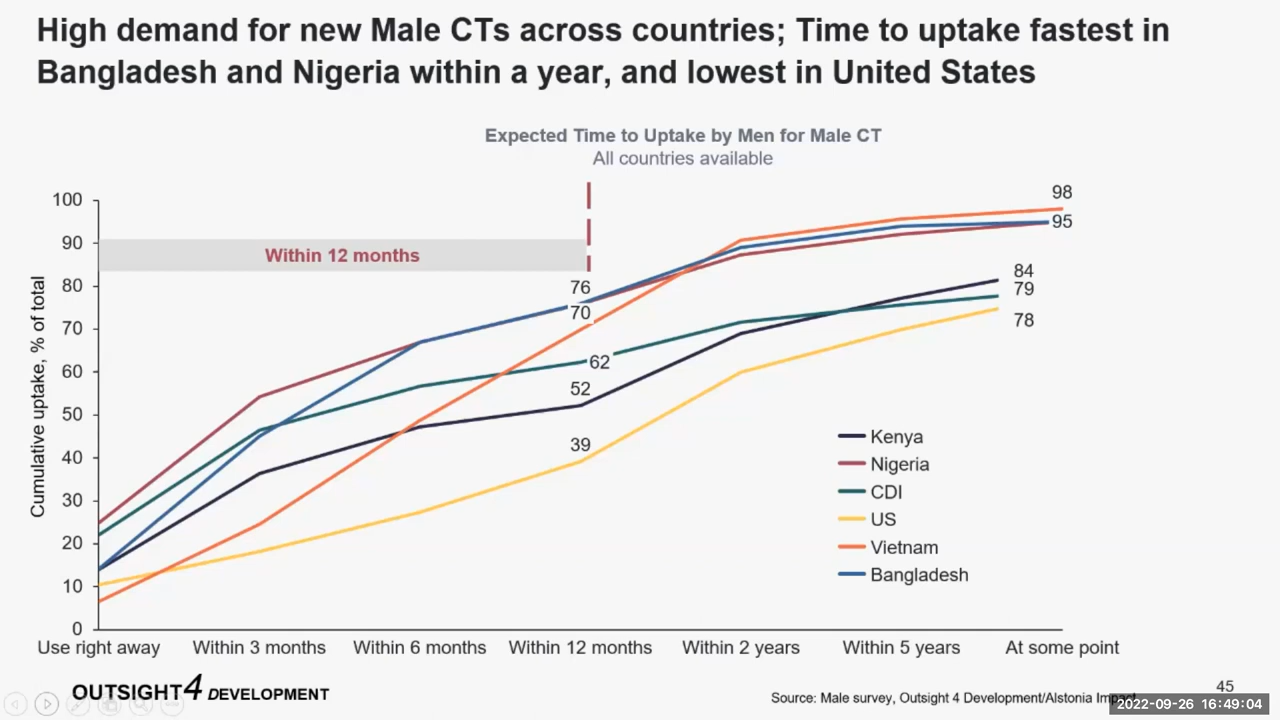 High demand for new Male CTs across countries; Time to uptake fastest in
Bangladesh and Nigeria within a year, and lowest in United States
Expected Time to Uptake by Men for Male CT
All countries available
Cumulative uptake, % of total
100
90
80
70
60
50
40
30
20
10
0
Within 12 months
76
70
62
52
39
98
95
84
79
78
Kenya
Nigeria
CDI
US
Vietnam
Bangladesh
Use right away
Within 3 months
Within 6 months
Within 12 months
Within 2 years
Within 5 years
At some point
OUTSIGHT4 DEVELOPMENT
Source: Male survey, Outsight 4 Development/Alstonia Impact
45
2022-09-26 16:49:04